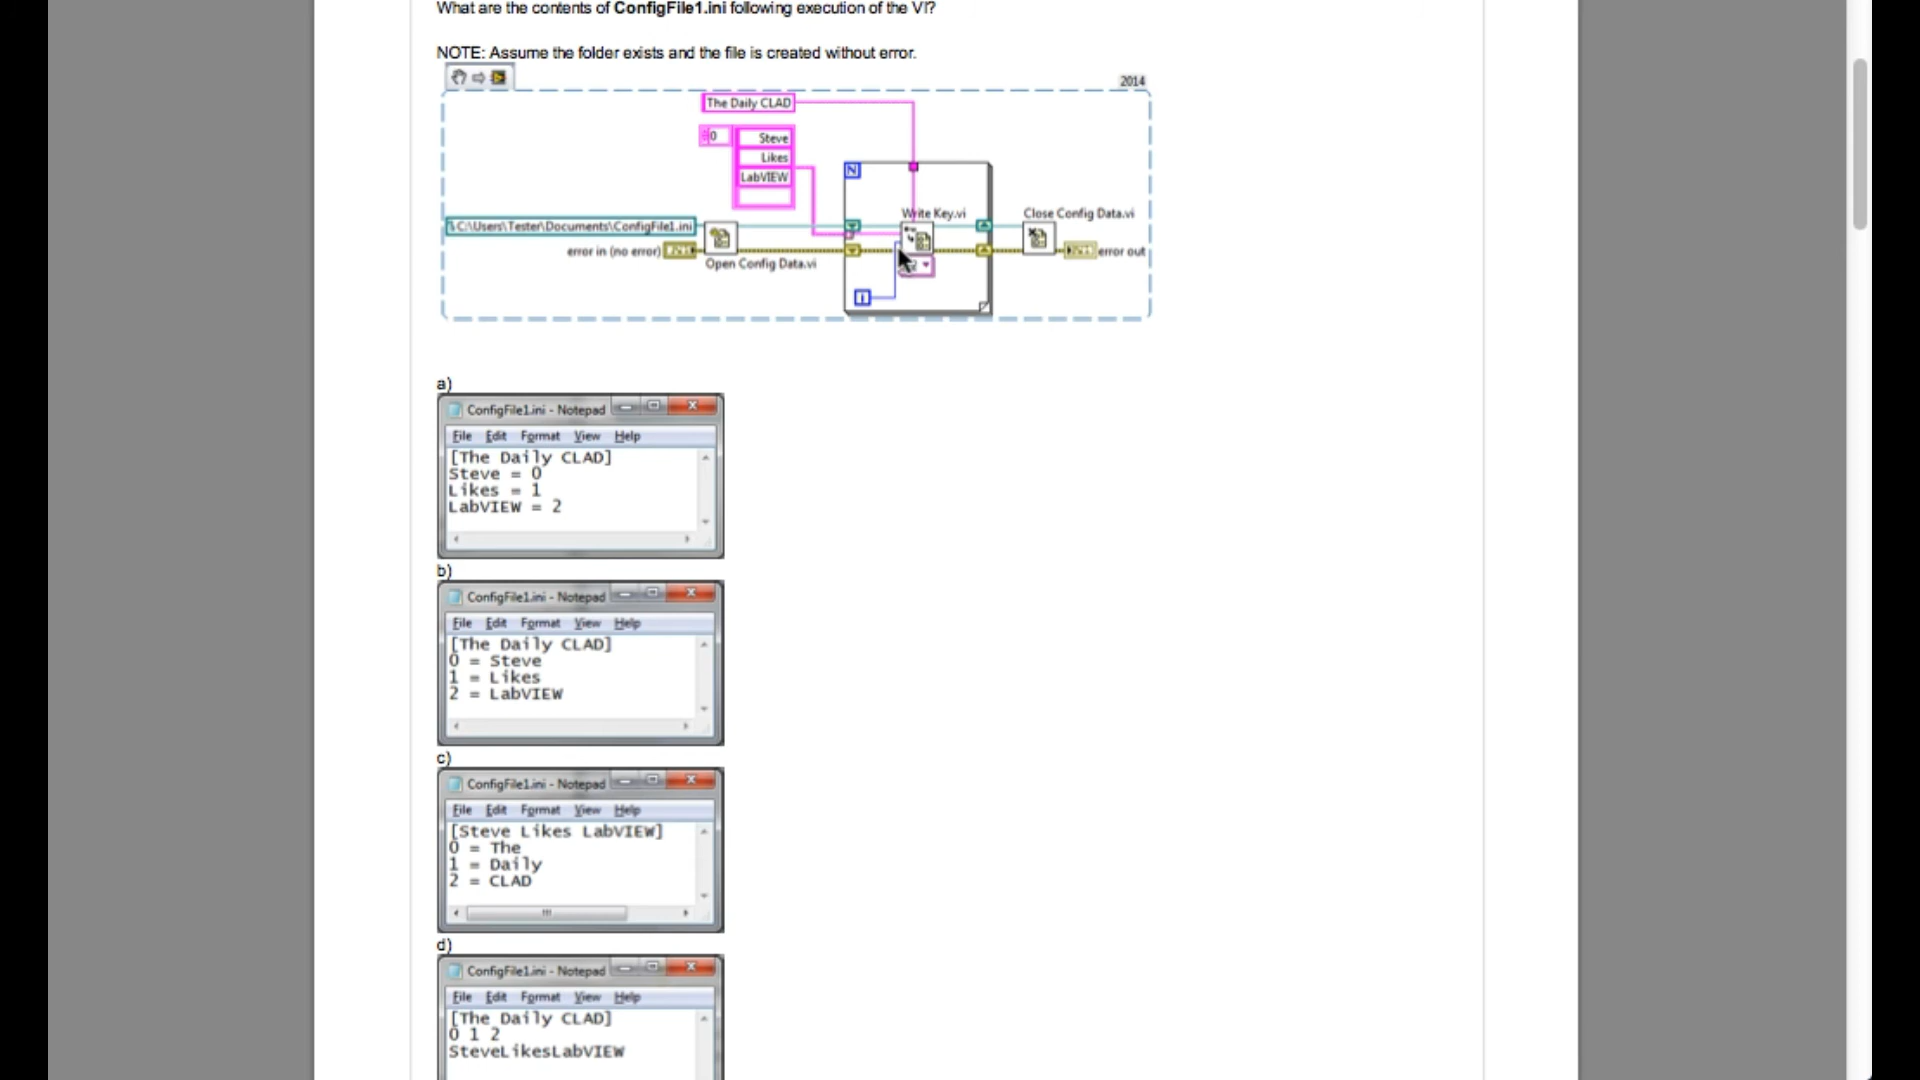 What are the contents of ConfigFile1.ini following execution of the VI?
NOTE: Assume the folder exists and the file is created without error.
2014
The Daily CLAD
0
Steve
Likes
LabVIEW
N
Write Key.vi
Close Config Data.vi
C:\Users\Tester\Documents\ConfigFile1.ini
error in (no error)
error out
Open Config Data.vi
i
a)
ConfigFile1.ini - Notepad
File Edit Format View Help
[The Daily CLAD]
Steve = 0
Likes = 1
LabVIEW = 2
b)
ConfigFile1.ini - Notepad
File Edit Format View Help
[The Daily CLAD]
0 = Steve
1 = Likes
2 = LabVIEW
c)
ConfigFile1.ini - Notepad
File Edit Format View Help
[Steve Likes LabVIEW]
0 = The
1 = Daily
2 = CLAD
d)
ConfigFile1.ini - Notepad
File Edit Format View Help
[The Daily CLAD]
0 1 2
SteveLikesLabVIEW